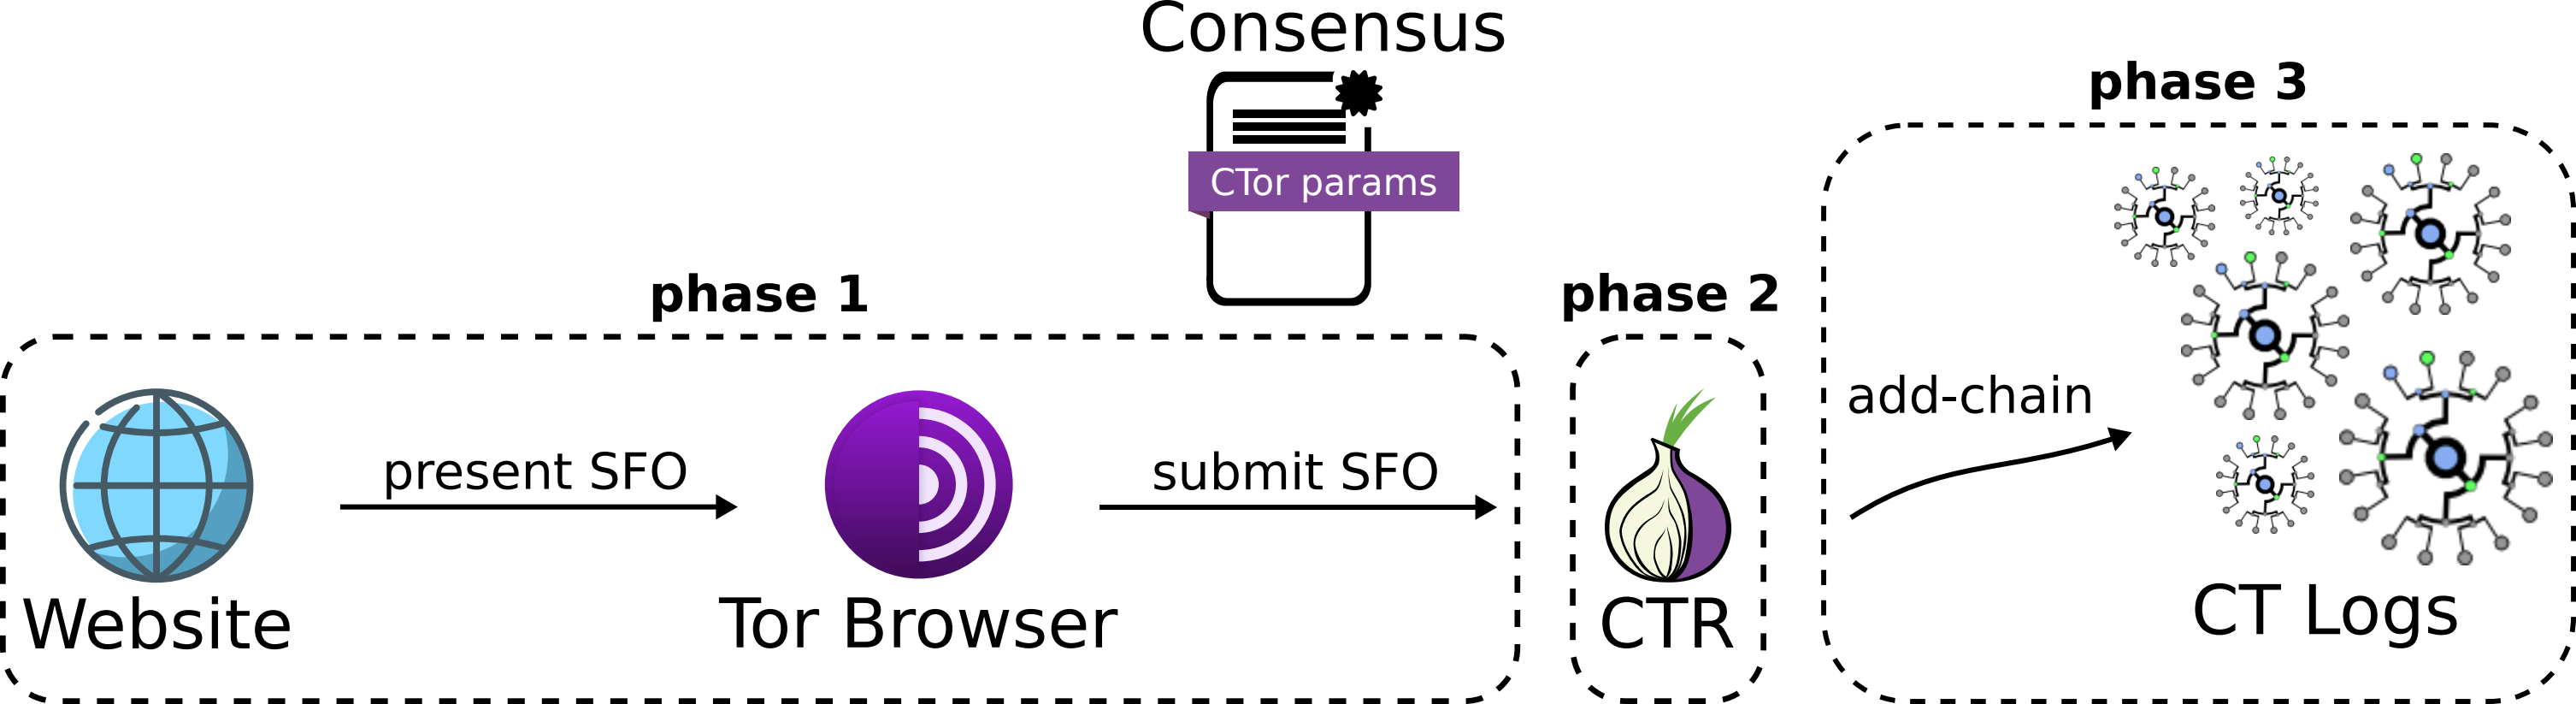 Consensus
CTor params
phase 1
phase 2
phase 3
present SFO
submit SFO
add-chain
Website
Tor Browser
CTR
CT Logs